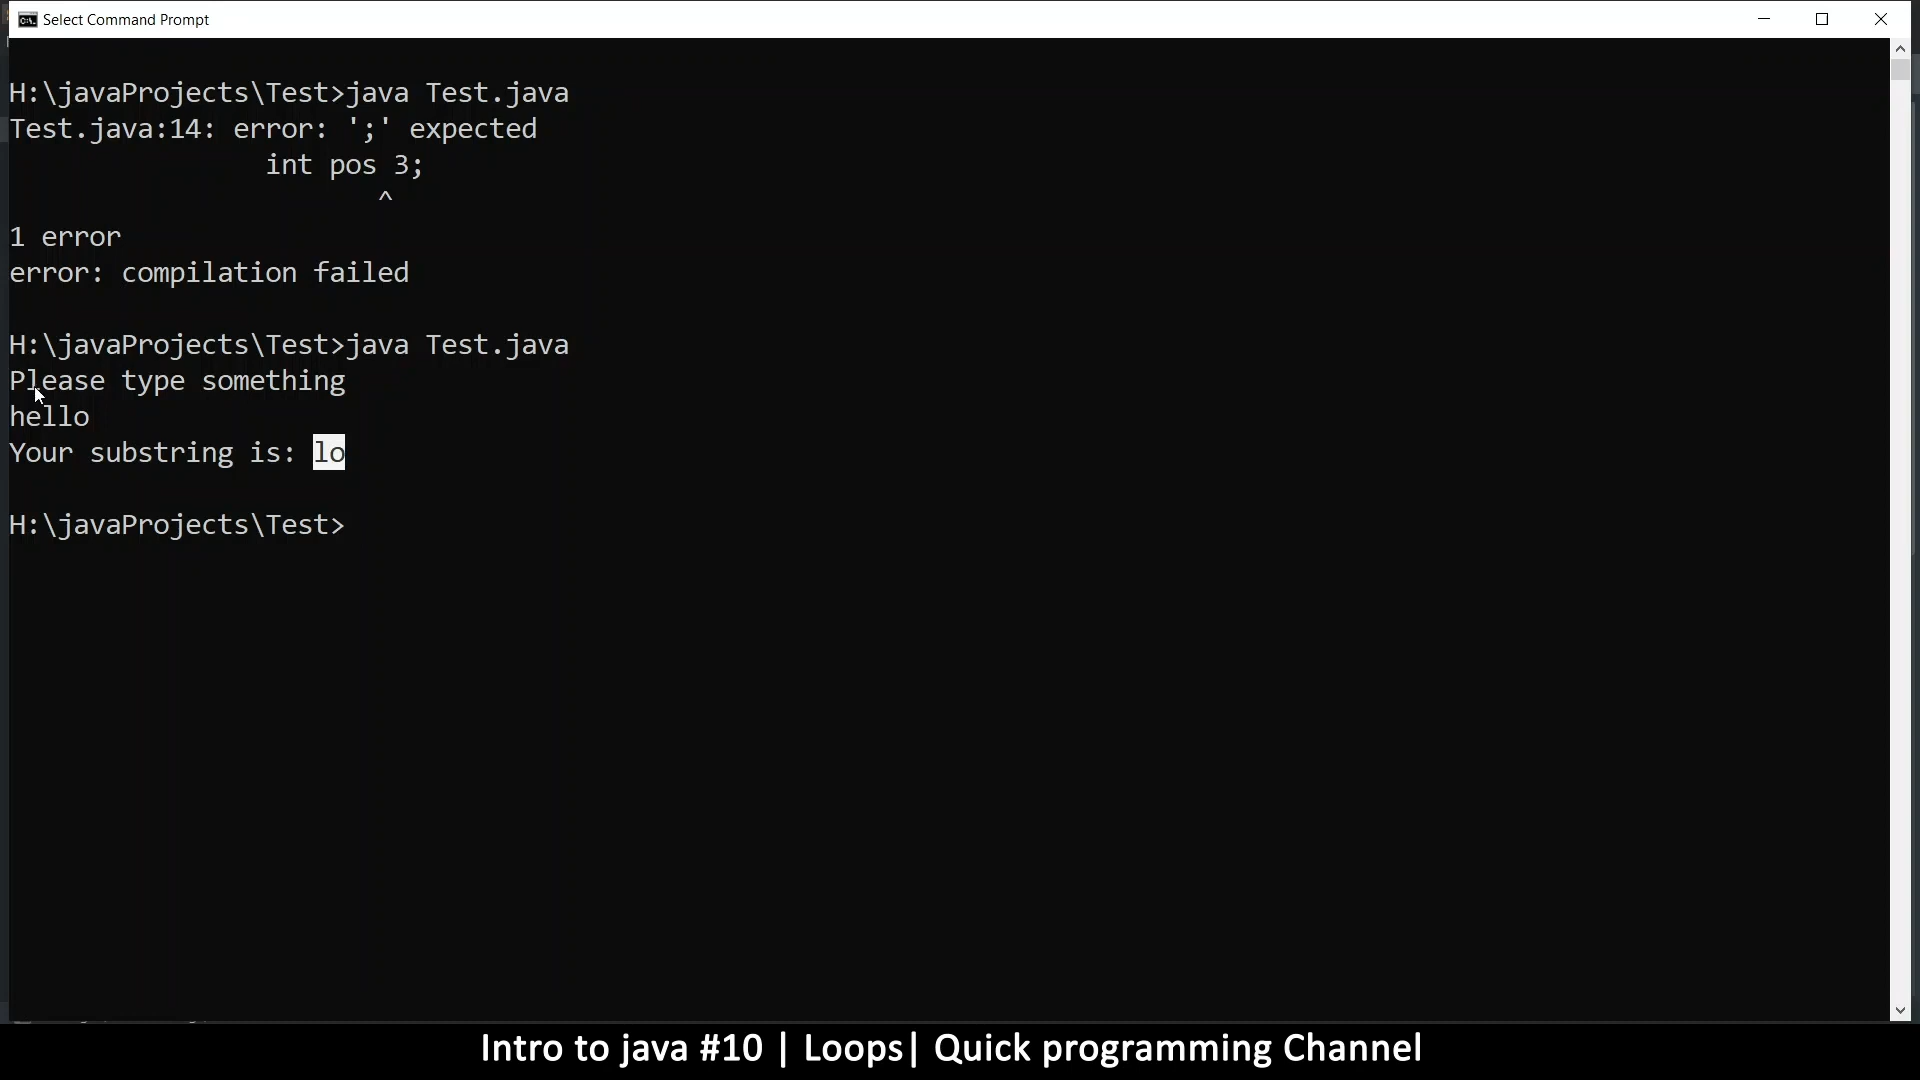 Select Command Prompt
H:\javaProjects\Test>java Test.java
Test.java:14: error: ';' expected
int pos 3;
^
1 error
error: compilation failed
H:\javaProjects\Test>java Test.java
Please type something
hello
Your substring is: lo
H:\javaProjects\Test>
Intro to java #10 | Loops| Quick programming Channel